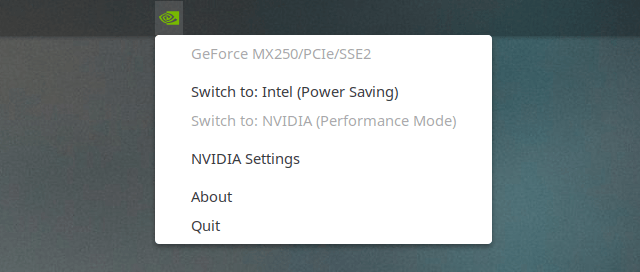 GeForce MX250/PCIe/SSE2
Switch to: Intel (Power Saving)
Switch to: NVIDIA (Performance Mode)
NVIDIA Settings
About
Quit